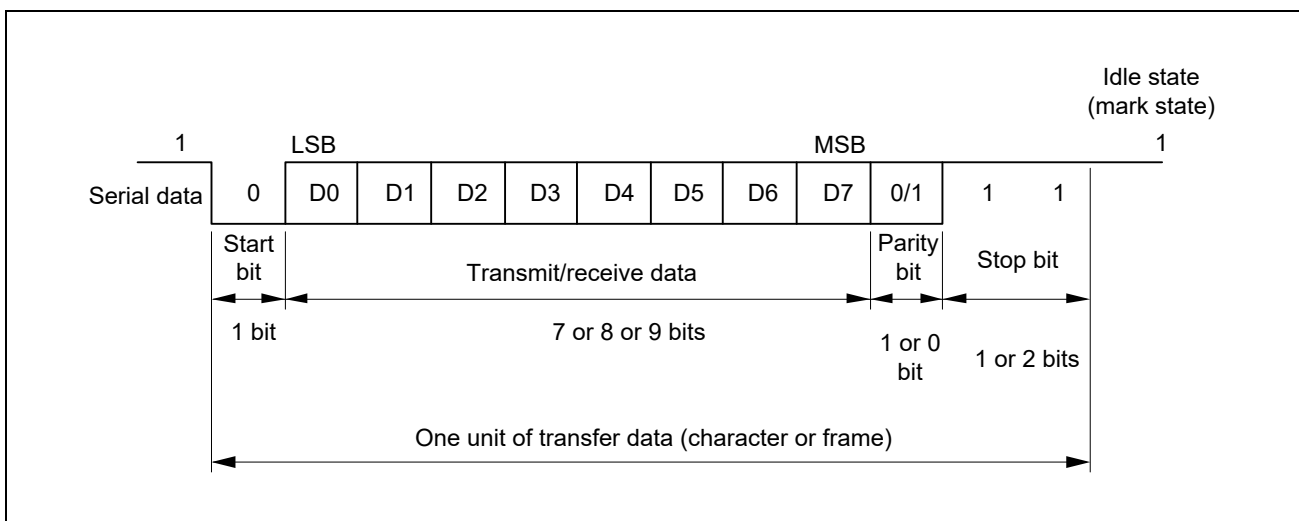 Idle state
(mark state)
1 LSB MSB 1
Serial data 0 D0 D1 D2 D3 D4 D5 D6 D7 0/1 1 1
Start
bit
Transmit/receive data
Parity
bit
Stop bit
1 bit
7 or 8 or 9 bits
1 or 0
bit
1 or 2 bits
One unit of transfer data (character or frame)